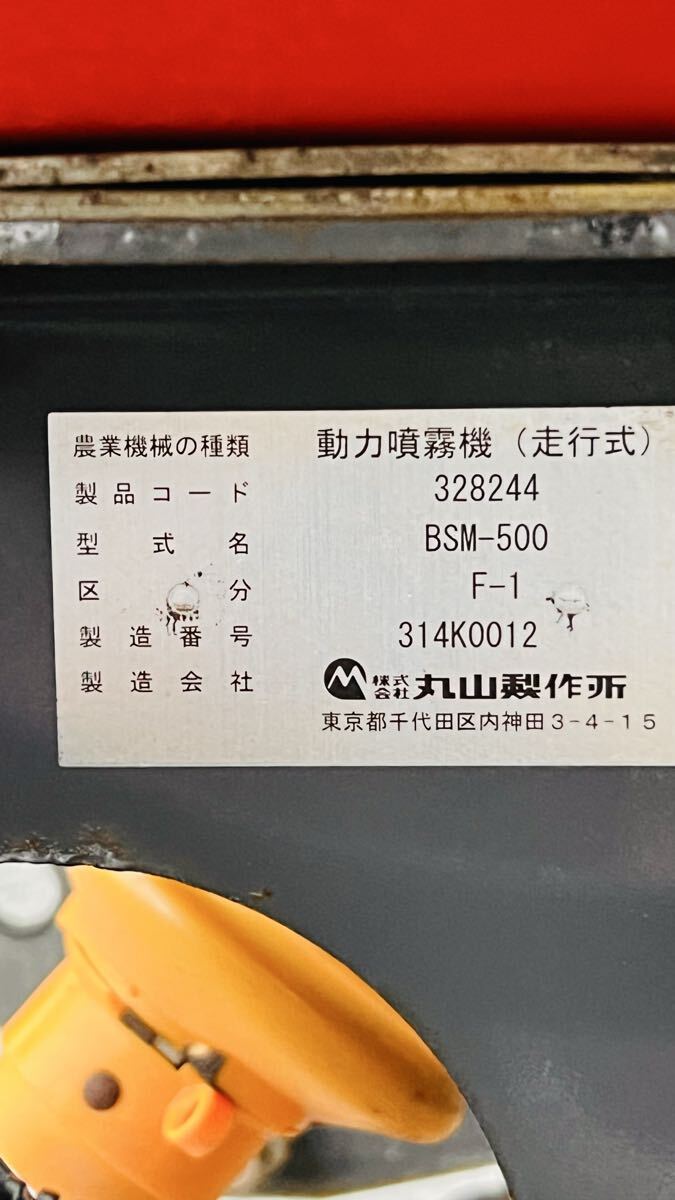 農業機械の種類 動力噴霧機（走行式）
製品コード 328244
型式名 BSM-500
区分 F-1
製造番号 314K0012
製造会社 株式会社 丸山製作所
東京都千代田区内神田3-4-15